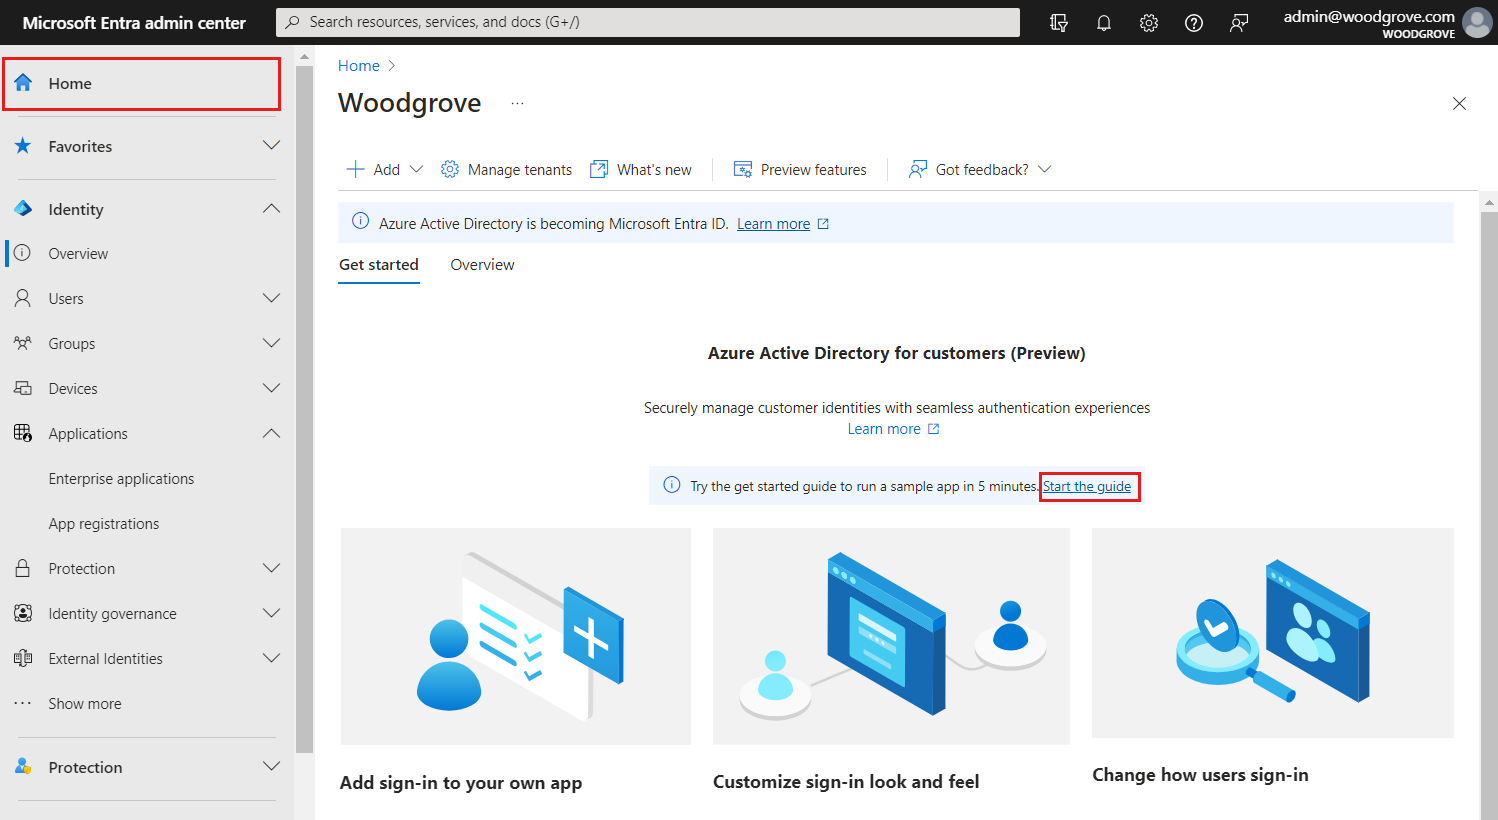 Microsoft Entra admin center
Search resources, services, and docs (G+/)
admin@woodgrove.com
WOODGROVE
Home
Favorites
Identity
Overview
Users
Groups
Devices
Applications
Enterprise applications
App registrations
Protection
Identity governance
External Identities
Show more
Protection
Home
Woodgrove
Add
Manage tenants
What's new
Preview features
Got feedback?
Azure Active Directory is becoming Microsoft Entra ID. Learn more
Get started
Overview
Azure Active Directory for customers (Preview)
Securely manage customer identities with seamless authentication experiences
Learn more
Try the get started guide to run a sample app in 5 minutes. Start the guide
Add sign-in to your own app
Customize sign-in look and feel
Change how users sign-in